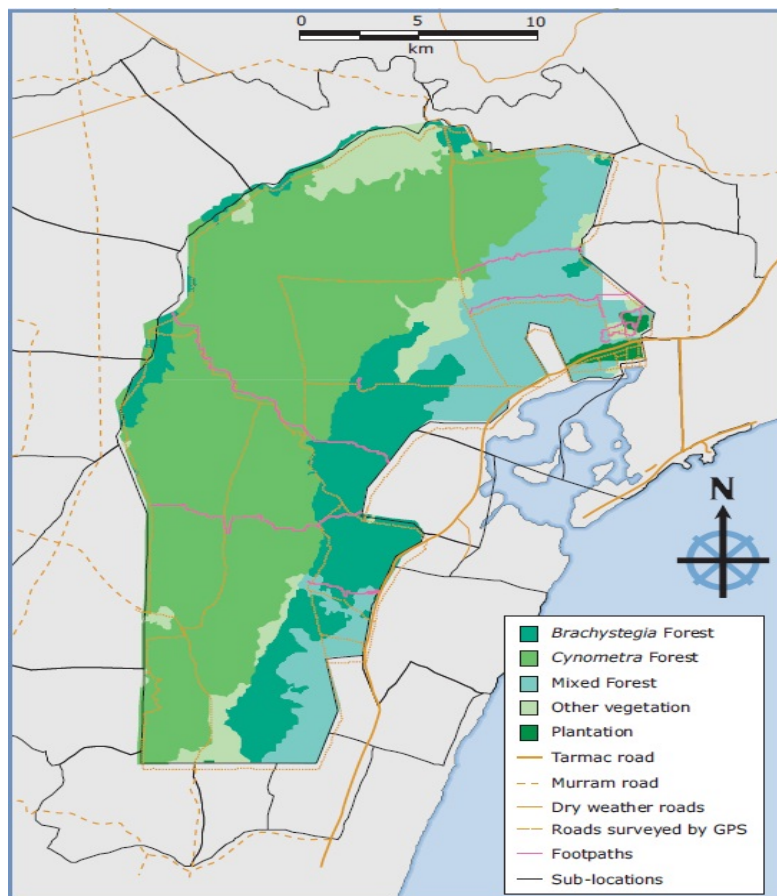 0 5 10
km
N
Brachystegia Forest
Cynometra Forest
Mixed Forest
Other vegetation
Plantation
Tarmac road
Murram road
Dry weather roads
Roads surveyed by GPS
Footpaths
Sub-locations